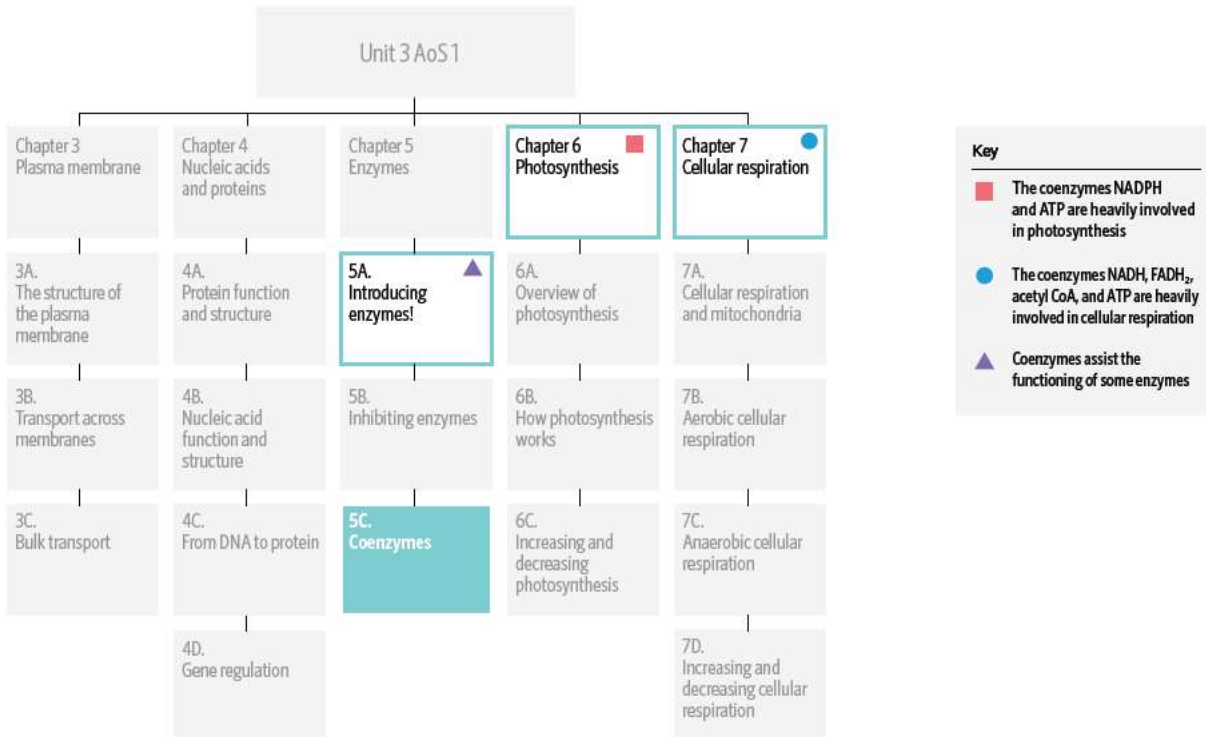 Unit 3 AoS 1
Chapter 3
Plasma membrane
Chapter 4
Nucleic acids
and proteins
Chapter 5
Enzymes
Chapter 6
Photosynthesis
Chapter 7
Cellular respiration
3A.
The structure of
the plasma
membrane
4A.
Protein function
and structure
5A.
Introducing
enzymes!
6A.
Overview of
photosynthesis
7A.
Cellular respiration
and mitochondria
3B.
Transport across
membranes
4B.
Nucleic acid
function and
structure
5B.
Inhibiting enzymes
6B.
How photosynthesis
works
7B.
Aerobic cellular
respiration
3C.
Bulk transport
4C.
From DNA to protein
5C.
Coenzymes
6C.
Increasing and
decreasing
photosynthesis
7C.
Anaerobic cellular
respiration
4D.
Gene regulation
7D.
Increasing and
decreasing cellular
respiration
Key
The coenzymes NADPH
and ATP are heavily involved
in photosynthesis
The coenzymes NADH, FADH₂,
acetyl CoA, and ATP are heavily
involved in cellular respiration
Coenzymes assist the
functioning of some enzymes